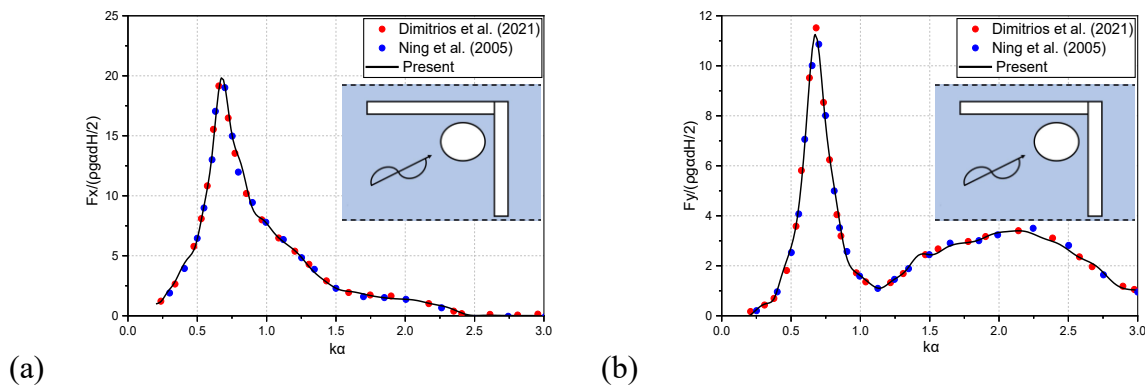 25
20
15
10
5
0
Fx/(ρgαdH/2)
Dimitrios et al. (2021)
Ning et al. (2005)
Present
0.0 0.5 1.0 1.5 2.0 2.5 3.0
kα
(a)
12
10
8
6
4
2
0
Fy/(ρgαdH/2)
Dimitrios et al. (2021)
Ning et al. (2005)
Present
0.0 0.5 1.0 1.5 2.0 2.5 3.0
kα
(b)